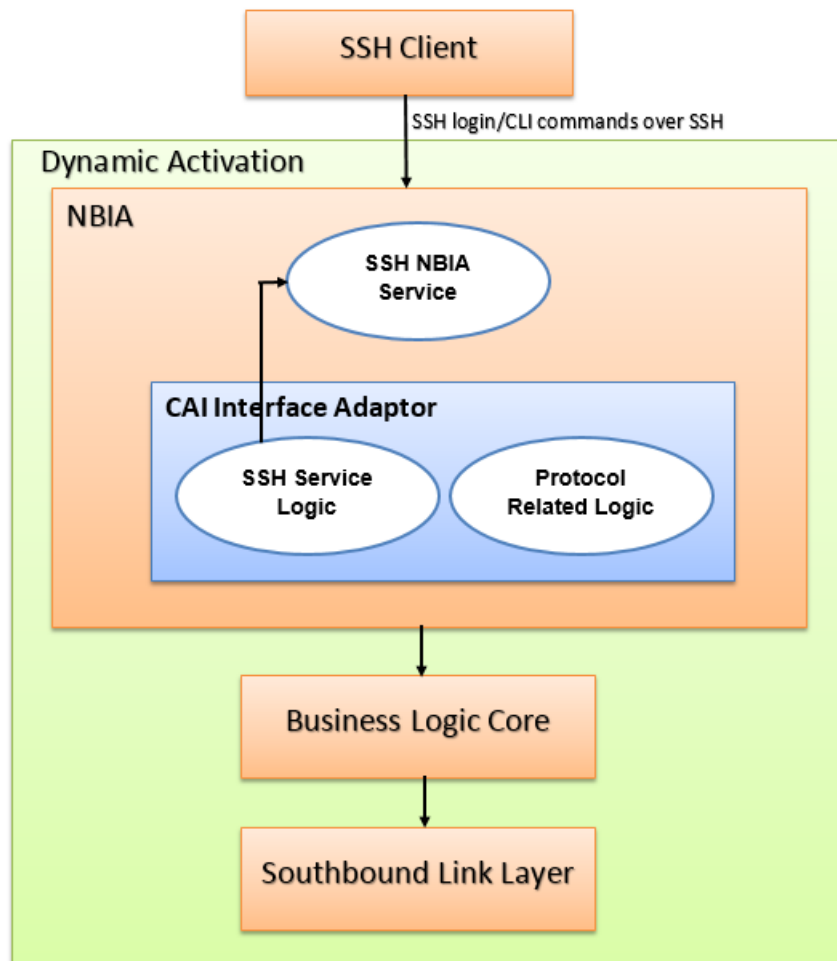 SSH Client
SSH login/CLI commands over SSH
Dynamic Activation
NBIA
SSH NBIA
Service
CAI Interface Adaptor
SSH Service
Logic
Protocol
Related Logic
Business Logic Core
Southbound Link Layer